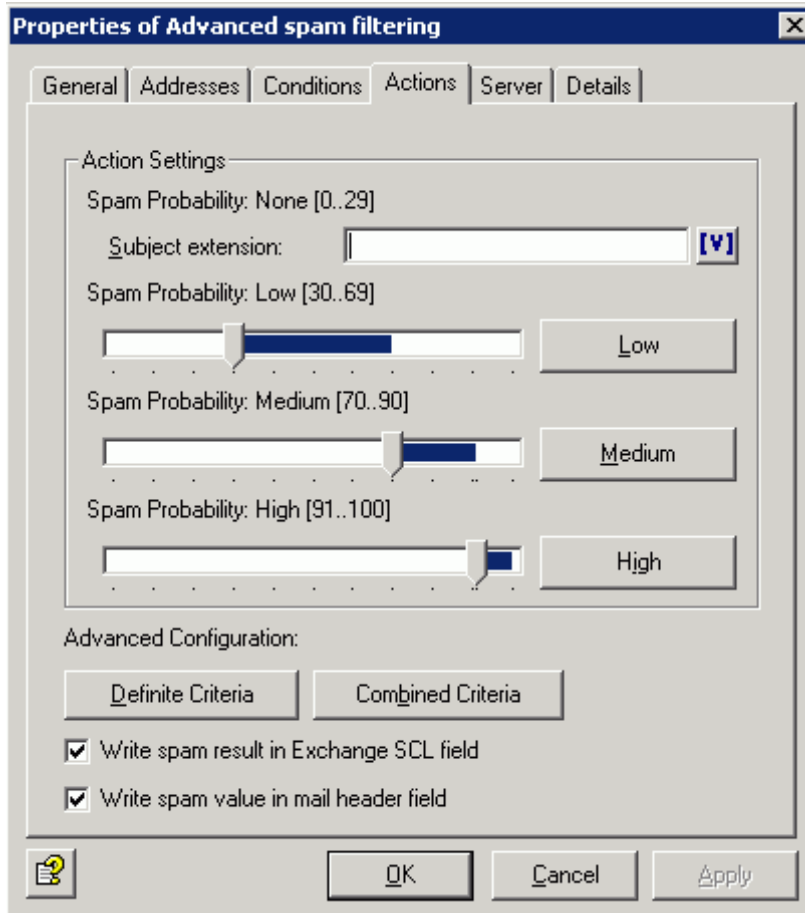 Properties of Advanced spam filtering
General Addresses Conditions Actions Server Details
Action Settings
Spam Probability: None [0..29]
Subject extension: [V]
Spam Probability: Low [30..69]
Low
Spam Probability: Medium [70..90]
Medium
Spam Probability: High [91..100]
High
Advanced Configuration:
Definite Criteria Combined Criteria
Write spam result in Exchange SCL field
Write spam value in mail header field
OK Cancel Apply